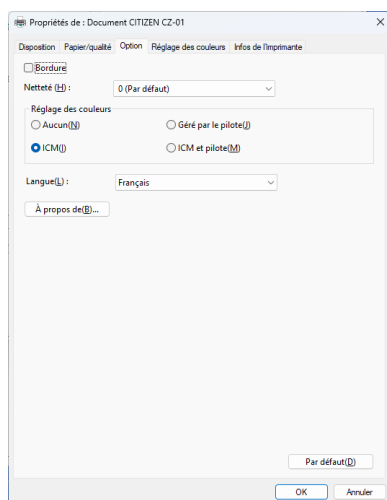 Propriétés de : Document CITIZEN CZ-01
Disposition Papier/qualité Option Réglage des couleurs Infos de l'imprimante
Bordure
Netteté (H) : 0 (Par défaut)
Réglage des couleurs
Aucun(N) Géré par le pilote(J)
ICM(I) ICM et pilote(M)
Langue(L) : Français
À propos de(B)...
Par défaut(D)
OK Annuler